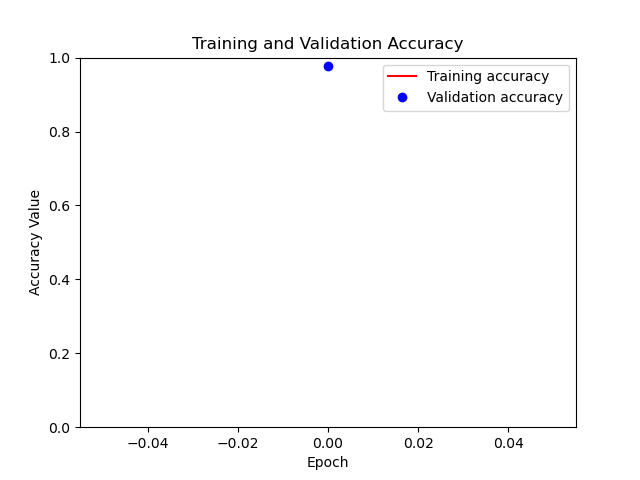 Training and Validation Accuracy
1.0
Training accuracy
Validation accuracy
0.8
0.6
0.4
0.2
0.0
Accuracy Value
−0.04 −0.02 0.00 0.02 0.04
Epoch